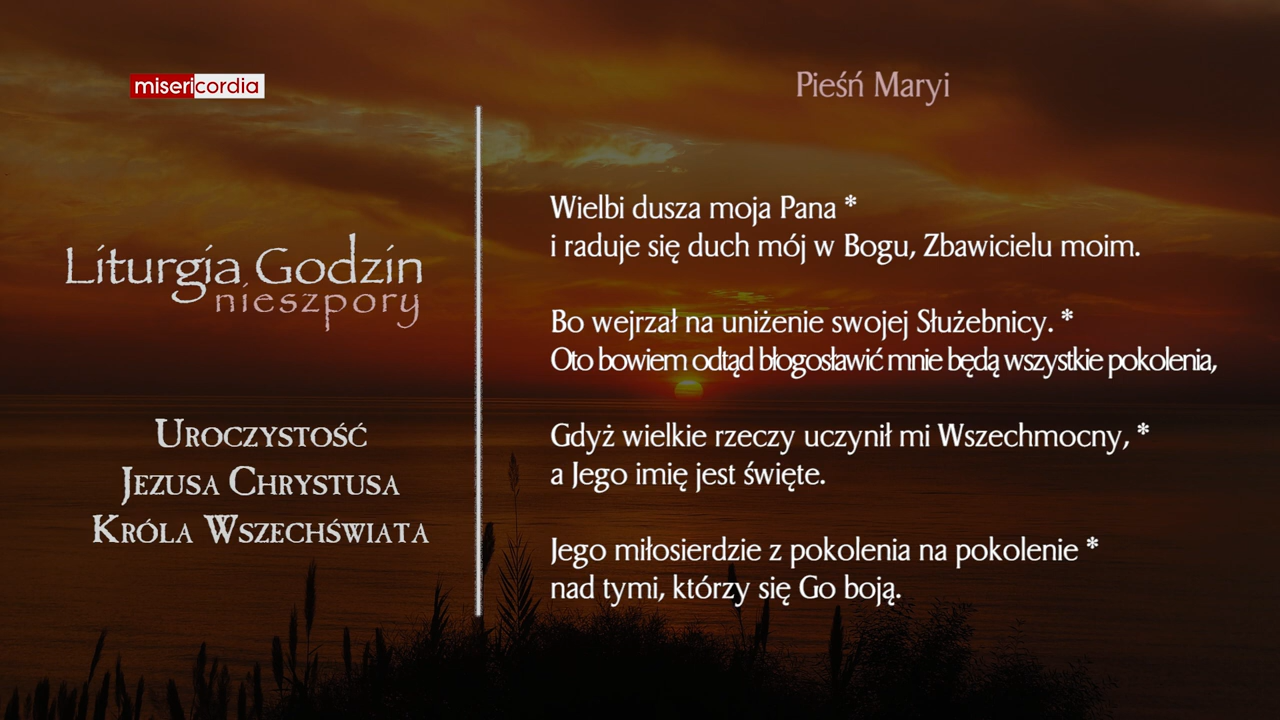 misericordia
Liturgia Godzin
nieszpory
Uroczystość
Jezusa Chrystusa
Króla Wszechświata
Pieśń Maryi
Wielbi dusza moja Pana *
i raduje się duch mój w Bogu, Zbawicielu moim.
Bo wejrzał na uniżenie swojej Służebnicy. *
Oto bowiem odtąd błogosławić mnie będą wszystkie pokolenia,
Gdyż wielkie rzeczy uczynił mi Wszechmocny, *
a Jego imię jest święte.
Jego miłosierdzie z pokolenia na pokolenie *
nad tymi, którzy się Go boją.